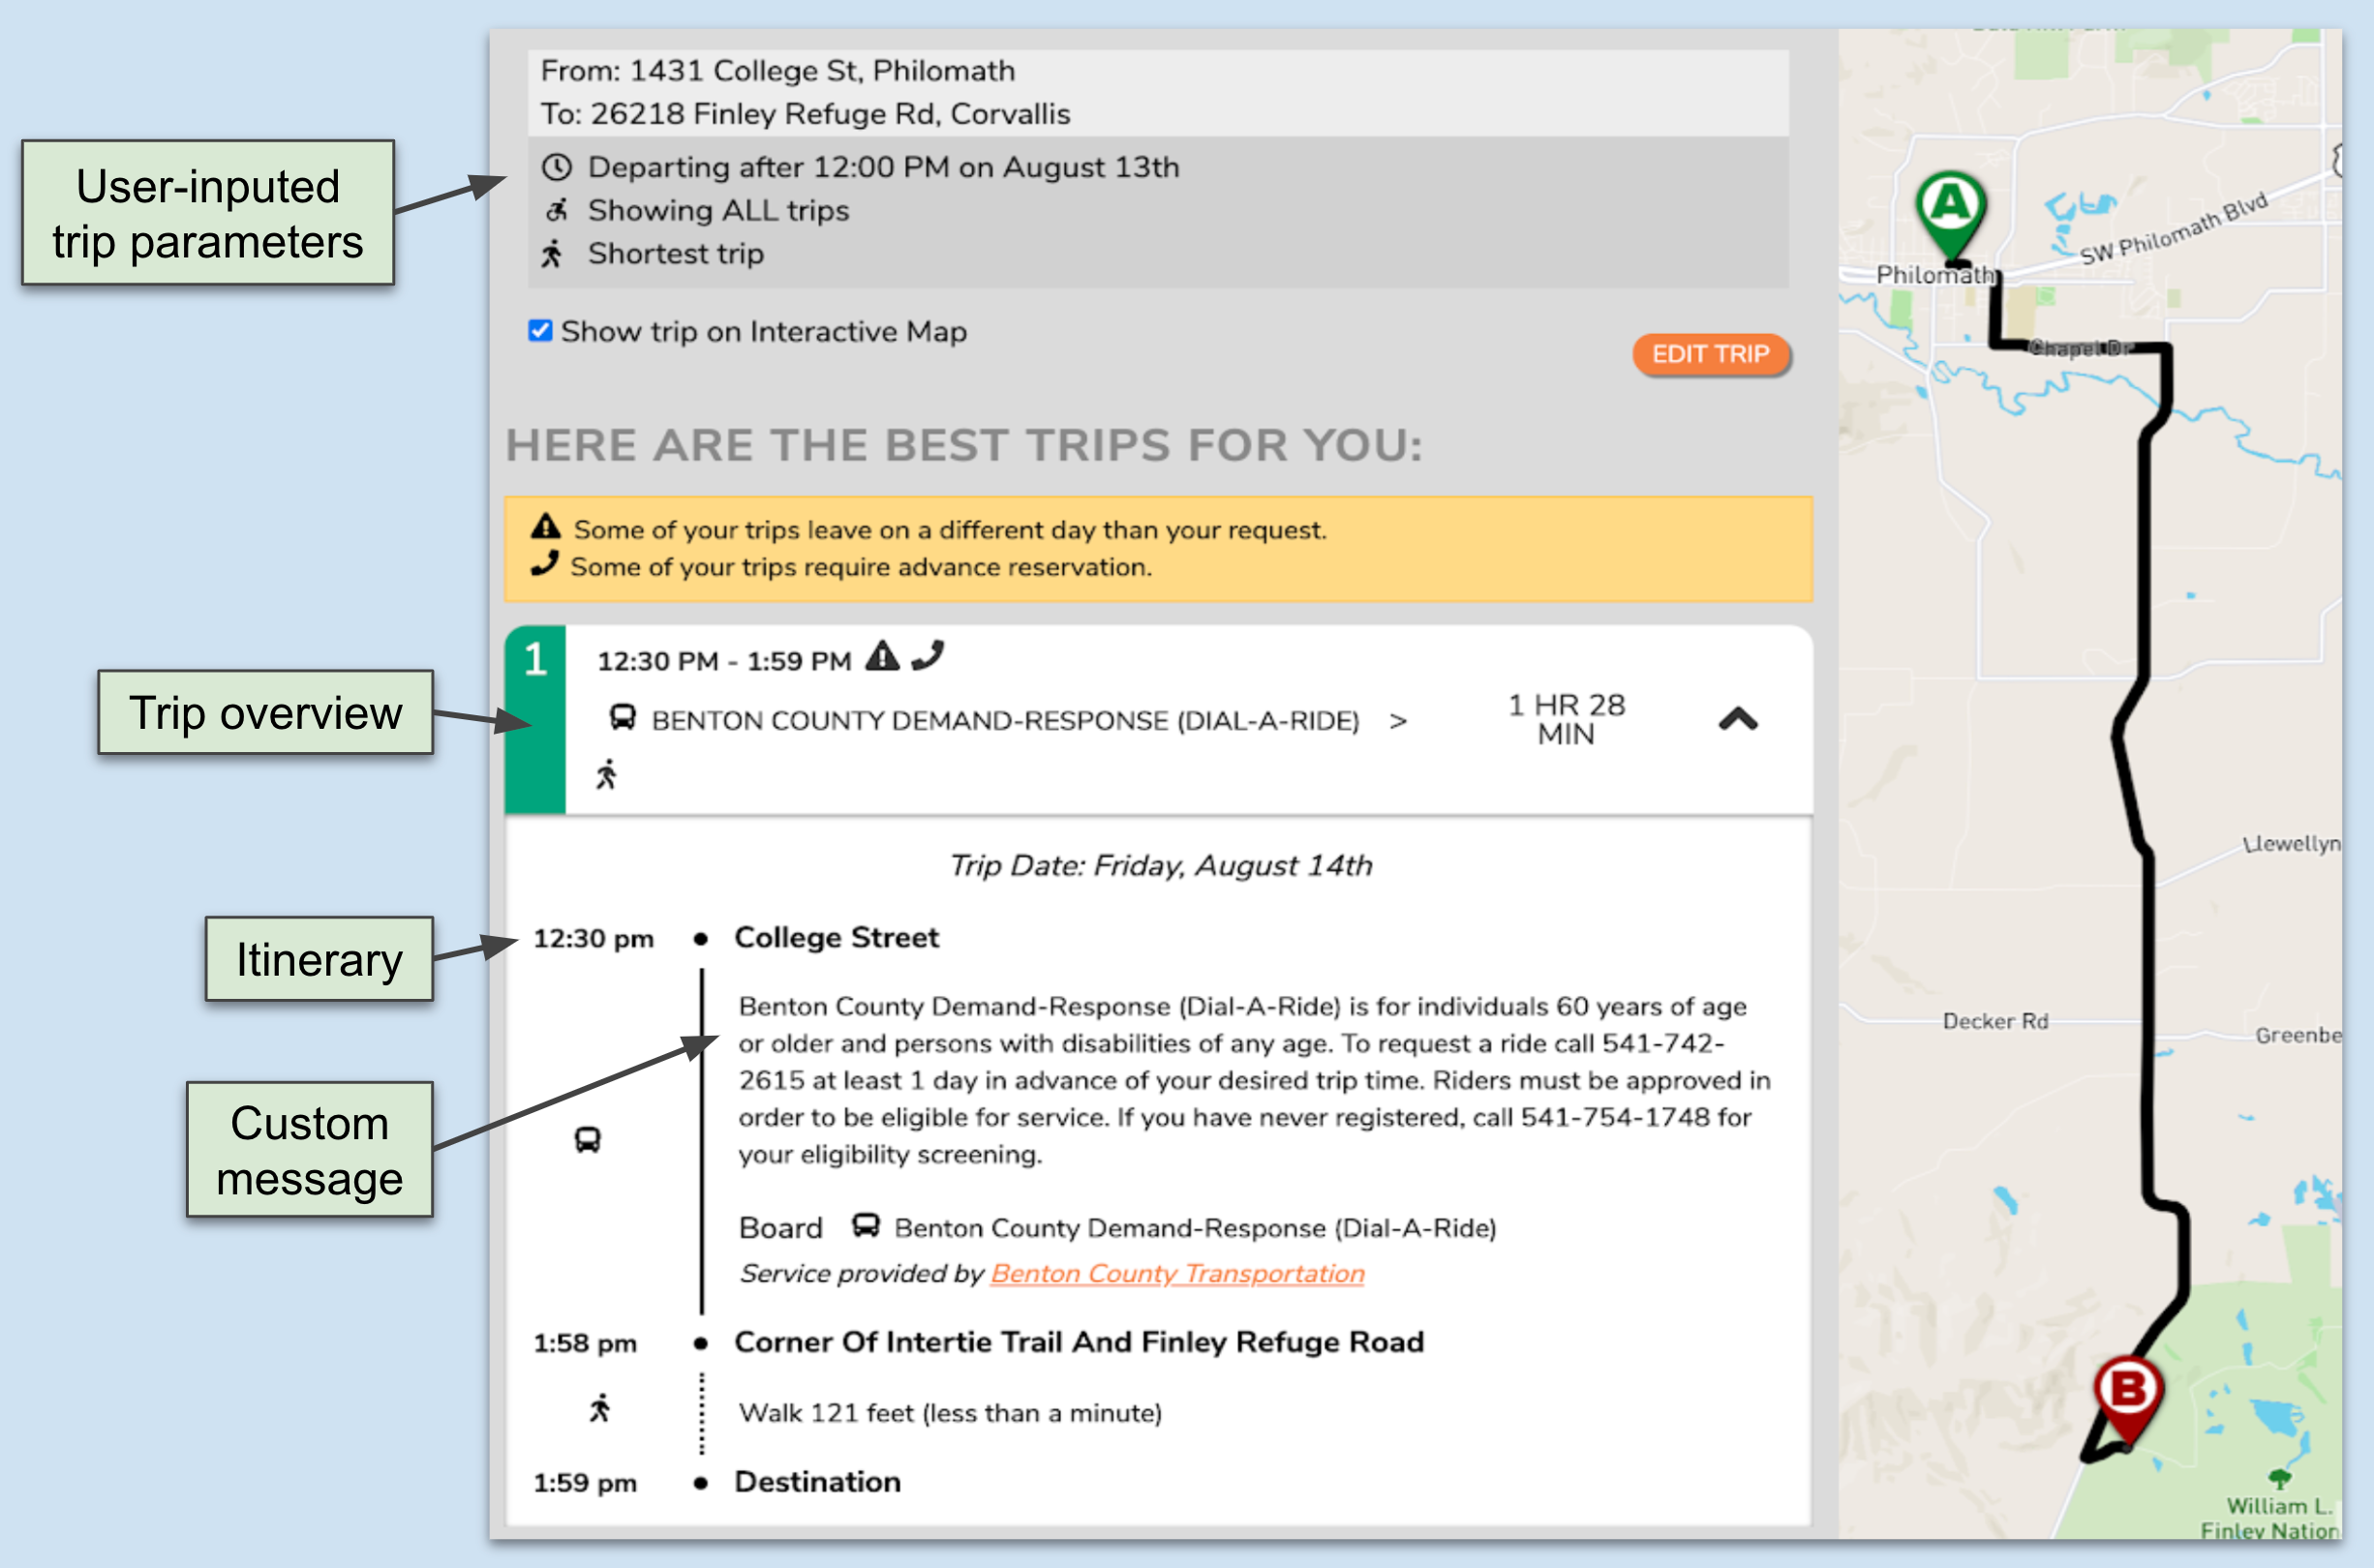 From: 1431 College St, Philomath
To: 26218 Finley Refuge Rd, Corvallis
User-inputed
trip parameters
Departing after 12:00 PM on August 13th
Showing ALL trips
Shortest trip
Show trip on Interactive Map
EDIT TRIP
HERE ARE THE BEST TRIPS FOR YOU:
Some of your trips leave on a different day than your request.
Some of your trips require advance reservation.
Trip overview
1
12:30 PM - 1:59 PM
BENTON COUNTY DEMAND-RESPONSE (DIAL-A-RIDE) >
1 HR 28
MIN
Trip Date: Friday, August 14th
Itinerary
12:30 pm
College Street
Custom
message
Benton County Demand-Response (Dial-A-Ride) is for individuals 60 years of age
or older and persons with disabilities of any age. To request a ride call 541-742-
2615 at least 1 day in advance of your desired trip time. Riders must be approved in
order to be eligible for service. If you have never registered, call 541-754-1748 for
your eligibility screening.
Board Benton County Demand-Response (Dial-A-Ride)
Service provided by Benton County Transportation
1:58 pm
Corner Of Intertie Trail And Finley Refuge Road
Walk 121 feet (less than a minute)
1:59 pm
Destination
A
SW Philomath Blvd
Philomath
Chapel Dr
Llewellyn
Decker Rd
Greenbe
B
William L.
Finley Nation